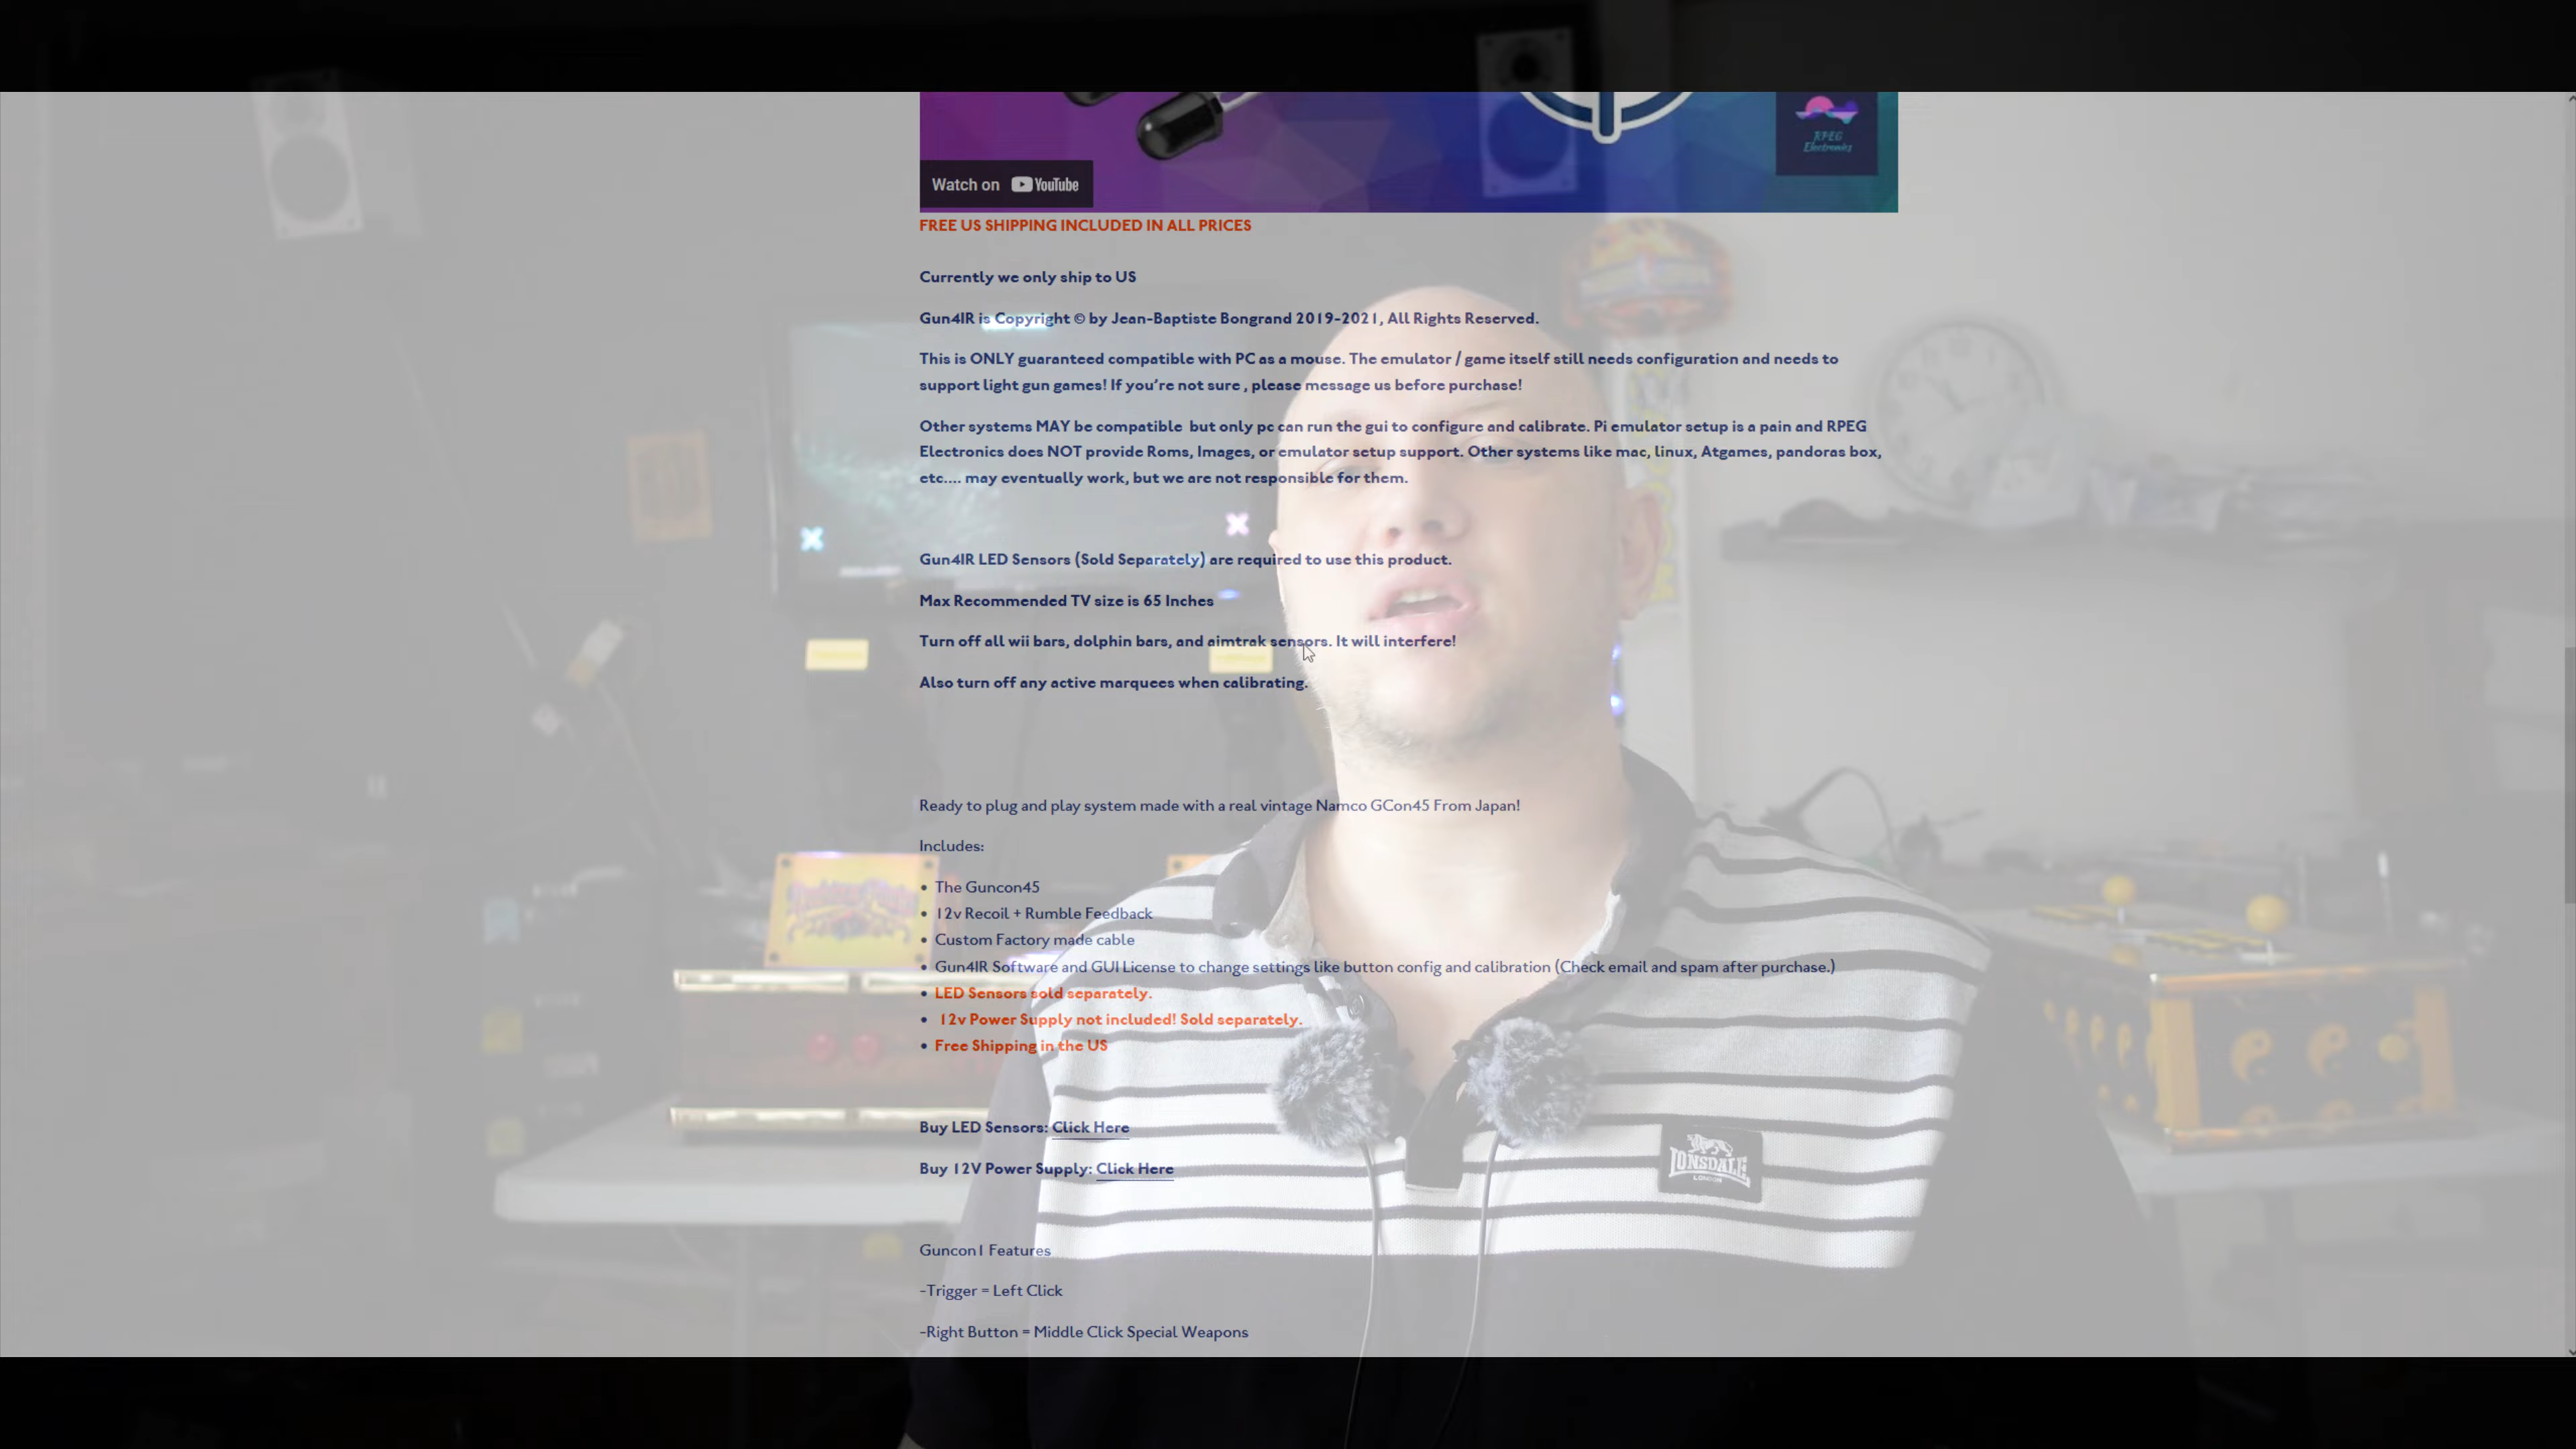 RPEG
Electronics
Watch on YouTube
FREE US SHIPPING INCLUDED IN ALL PRICES
Currently we only ship to US
Gun4IR is Copyright © by Jean-Baptiste Bongrand 2019-2021, All Rights Reserved.
This is ONLY guaranteed compatible with PC as a mouse. The emulator / game itself still needs configuration and needs to
support light gun games! If you're not sure , please message us before purchase!
Other systems MAY be compatible but only pc can run the gui to configure and calibrate. Pi emulator setup is a pain and RPEG
Electronics does NOT provide Roms, Images, or emulator setup support. Other systems like mac, linux, Atgames, pandoras box,
etc.... may eventually work, but we are not responsible for them.
Gun4IR LED Sensors (Sold Separately) are required to use this product.
Max Recommended TV size is 65 Inches
Turn off all wii bars, dolphin bars, and aimtrak sensors. It will interfere!
Also turn off any active marquees when calibrating.
Ready to plug and play system made with a real vintage Namco GCon45 From Japan!
Includes:
• The Guncon45
• 12v Recoil + Rumble Feedback
• Custom Factory made cable
• Gun4IR Software and GUI License to change settings like button config and calibration (Check email and spam after purchase.)
• LED Sensors sold separately.
• 12v Power Supply not included! Sold separately.
• Free Shipping in the US
Buy LED Sensors: Click Here
Buy 12V Power Supply: Click Here
LONSDALE
LONDON
Guncon1 Features
-Trigger = Left Click
-Right Button = Middle Click Special Weapons